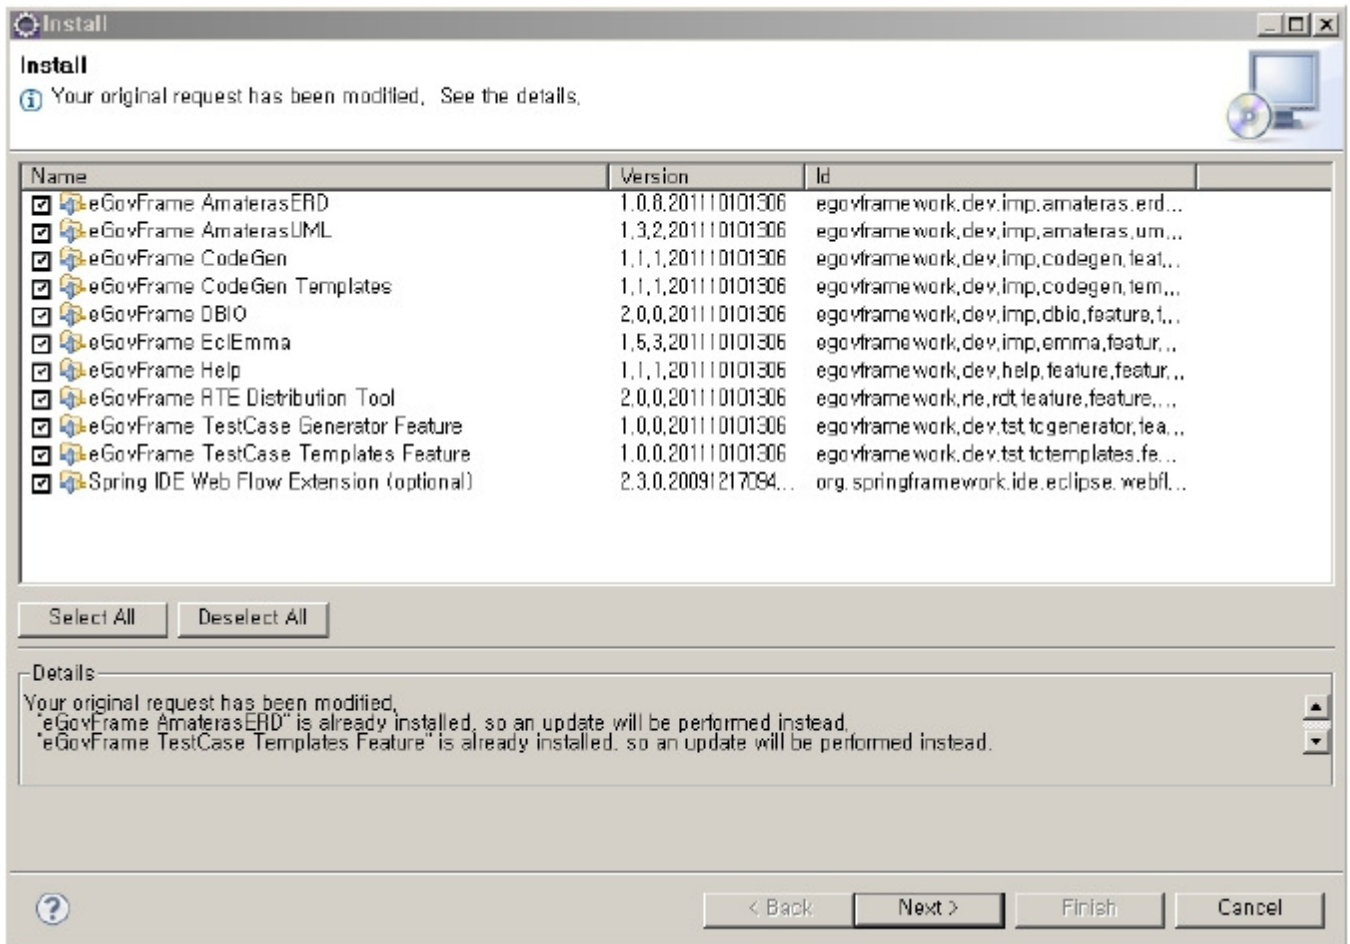 Install
Install
Your original request has been modified. See the details.
Name Version Id
eGovFrame AmaterasERD 1.0.8.201110101306 egovframework.dev.imp.amateras.erd...
eGovFrame AmaterasUML 1.3.2.201110101306 egovframework.dev.imp.amateras.um...
eGovFrame CodeGen 1.1.1.201110101306 egovframework.dev.imp.codegen.feat...
eGovFrame CodeGen Templates 1.1.1.201110101306 egovframework.dev.imp.codegen.tem...
eGovFrame DBIO 2.0.0.201110101306 egovframework.dev.imp.dbio.feature.f...
eGovFrame EclEmma 1.5.3.201110101306 egovframework.dev.imp.emma.featur...
eGovFrame Help 1.1.1.201110101306 egovframework.dev.help.feature.featur...
eGovFrame RTE Distribution Tool 2.0.0.201110101306 egovframework.rte.rdt.feature.feature....
eGovFrame TestCase Generator Feature 1.0.0.201110101306 egovframework.dev.tst.tcgenerator.fea...
eGovFrame TestCase Templates Feature 1.0.0.201110101306 egovframework.dev.tst.tctemplates.fe...
Spring IDE Web Flow Extension (optional) 2.3.0.20091217094... org.springframework.ide.eclipse.webfl...
Select All Deselect All
Details
Your original request has been modified.
"eGovFrame AmaterasERD" is already installed, so an update will be performed instead.
"eGovFrame TestCase Templates Feature" is already installed, so an update will be performed instead.
< Back Next > Finish Cancel